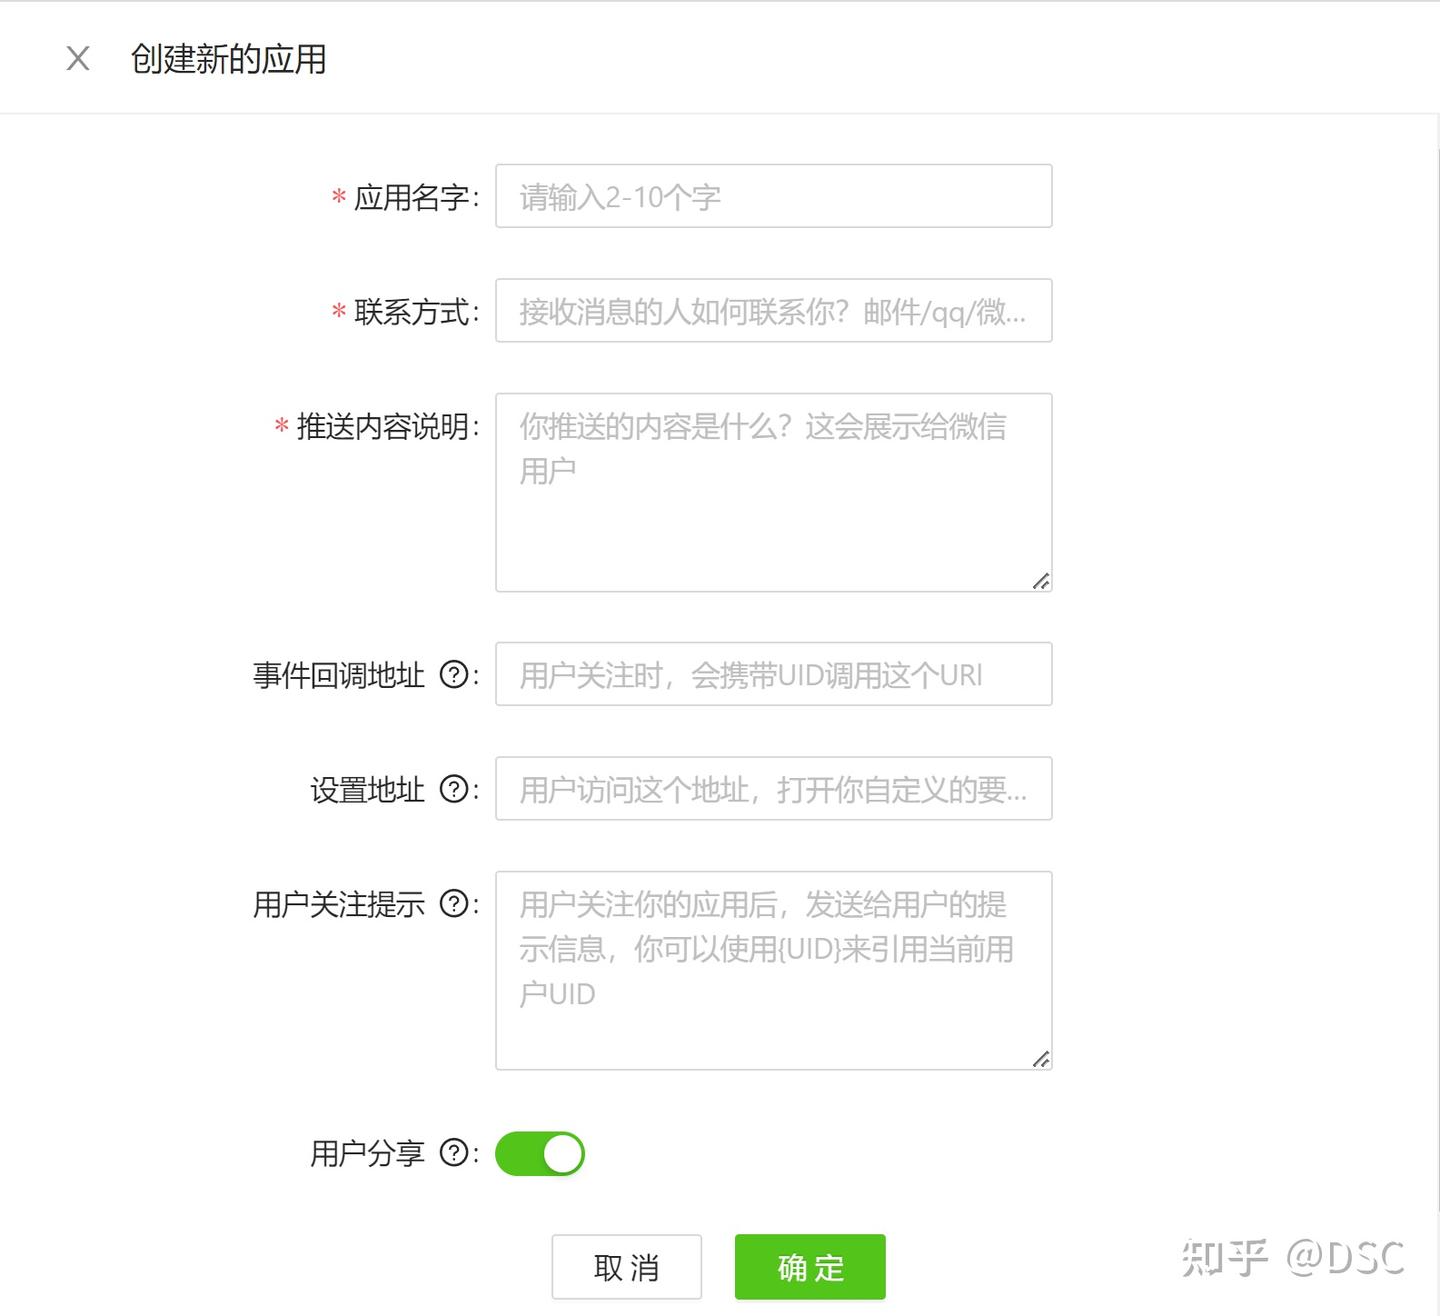 创建新的应用
* 应用名字:
请输入2-10个字
* 联系方式:
接收消息的人如何联系你？邮件/qq/微...
* 推送内容说明:
你推送的内容是什么？这会展示给微信
用户
事件回调地址 ?:
用户关注时，会携带UID调用这个URl
设置地址 ?:
用户访问这个地址，打开你自定义的要...
用户关注提示 ?:
用户关注你的应用后，发送给用户的提
示信息，你可以使用{UID}来引用当前用
户UID
用户分享 ?:
取 消
确 定
知乎 @DSC